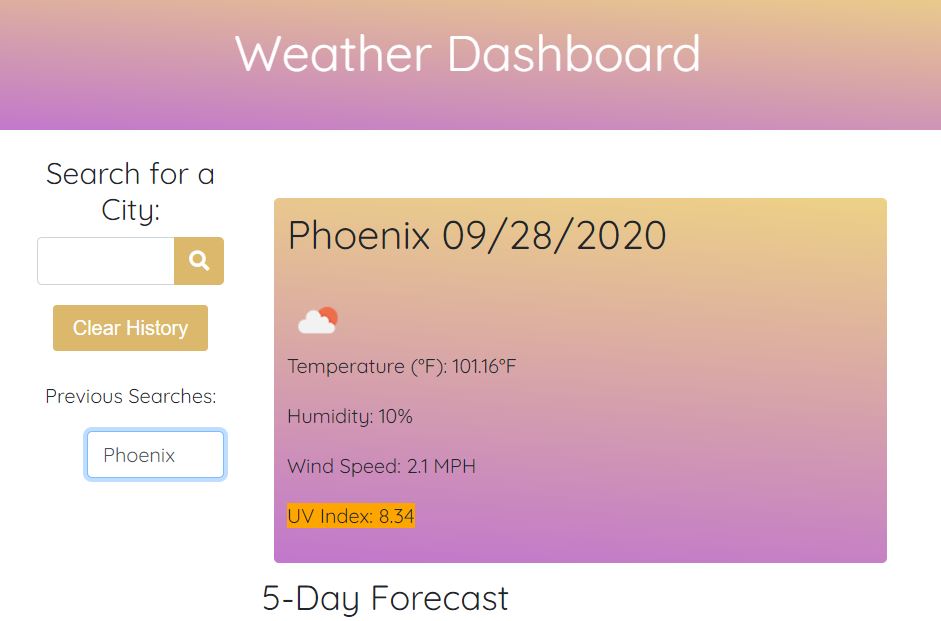 Weather Dashboard
Search for a
City:
Clear History
Previous Searches:
Phoenix
Phoenix 09/28/2020
Temperature (°F): 101.16°F
Humidity: 10%
Wind Speed: 2.1 MPH
UV Index: 8.34
5-Day Forecast